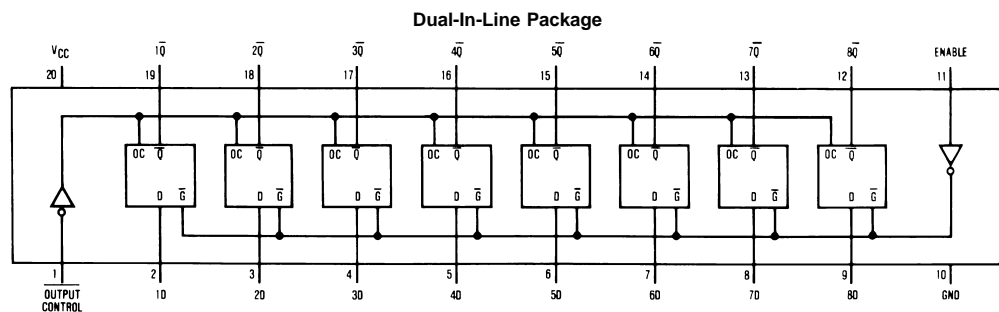 Dual-In-Line Package
VCC 1Q̅ 2Q̅ 3Q̅ 4Q̅ 5Q̅ 6Q̅ 7Q̅ 8Q̅ ENABLE
20 19 18 17 16 15 14 13 12 11
OC Q̅ OC Q̅ OC Q̅ OC Q̅ OC Q̅ OC Q̅ OC Q̅ OC Q̅
D G̅ D G̅ D G̅ D G̅ D G̅ D G̅ D G̅ D G̅
1 2 3 4 5 6 7 8 9 10
O̅U̅T̅P̅U̅T̅ 1D 2D 3D 4D 5D 6D 7D 8D GND
CONTROL